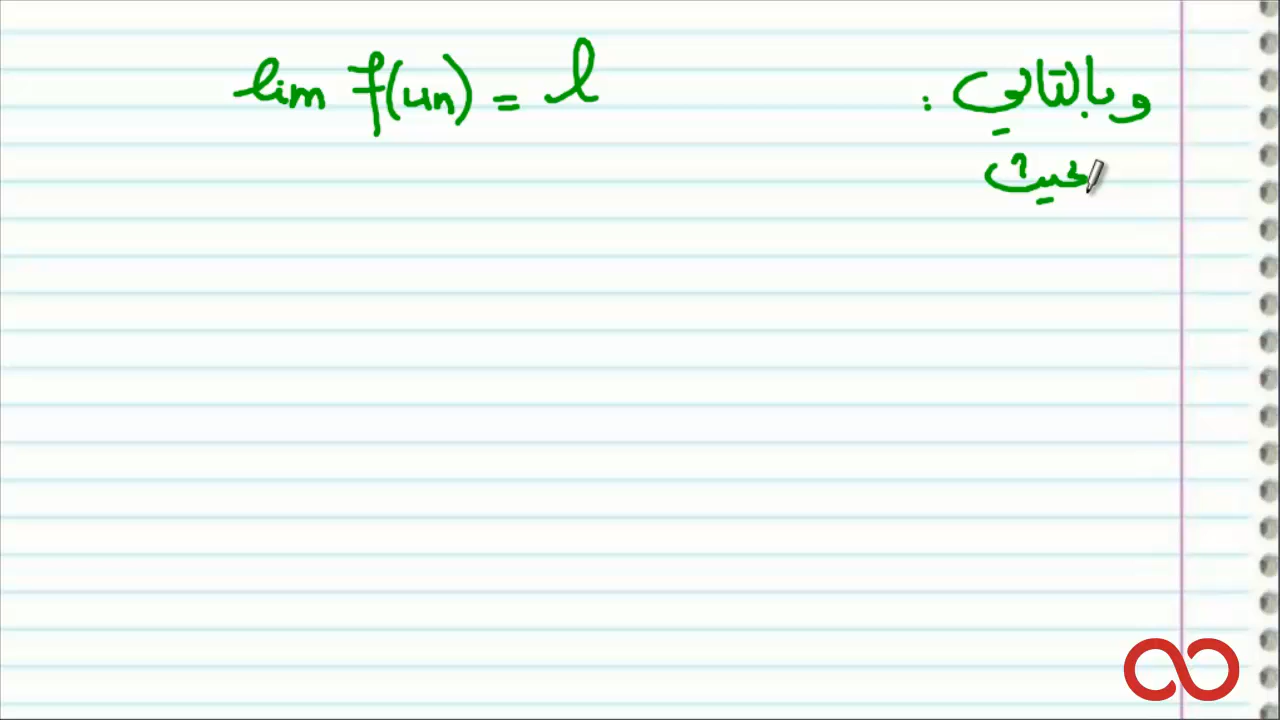 وبالتالي : lim f(un) = l
حيث